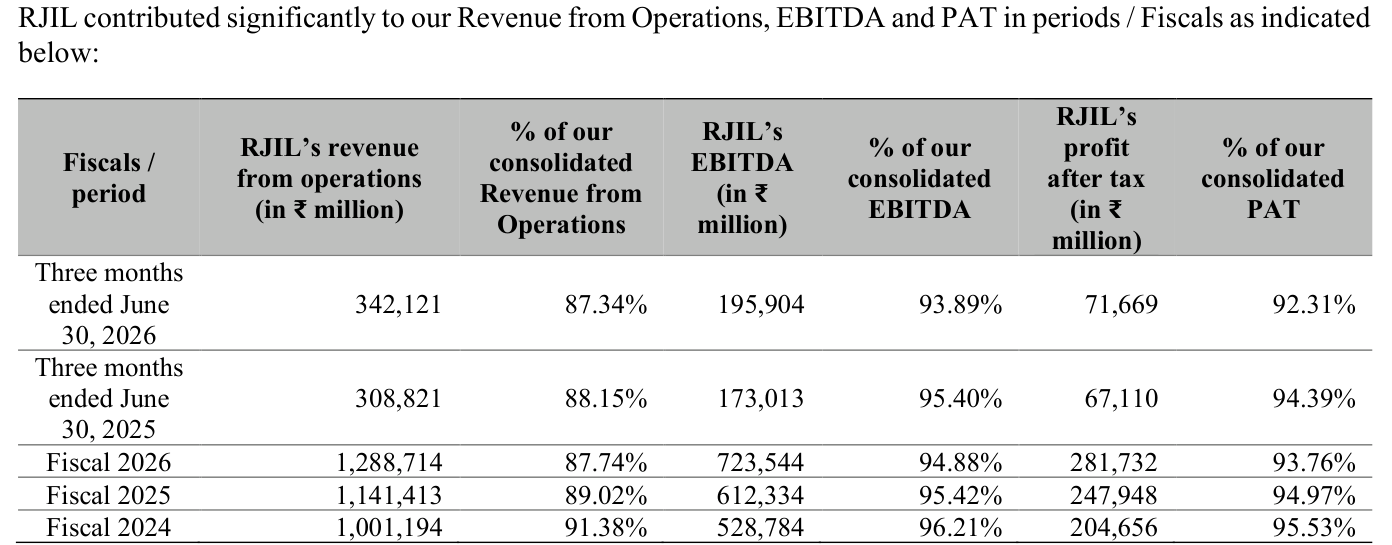 RJIL contributed significantly to our Revenue from Operations, EBITDA and PAT in periods / Fiscals as indicated
below:
Fiscals /
period
RJIL’s revenue
from operations
(in ₹ million)
% of our
consolidated
Revenue from
Operations
RJIL’s
EBITDA
(in ₹
million)
% of our
consolidated
EBITDA
RJIL’s
profit
after tax
(in ₹
million)
% of our
consolidated
PAT
Three months
ended June
30, 2026
342,121
87.34%
195,904
93.89%
71,669
92.31%
Three months
ended June
30, 2025
308,821
88.15%
173,013
95.40%
67,110
94.39%
Fiscal 2026
1,288,714
87.74%
723,544
94.88%
281,732
93.76%
Fiscal 2025
1,141,413
89.02%
612,334
95.42%
247,948
94.97%
Fiscal 2024
1,001,194
91.38%
528,784
96.21%
204,656
95.53%